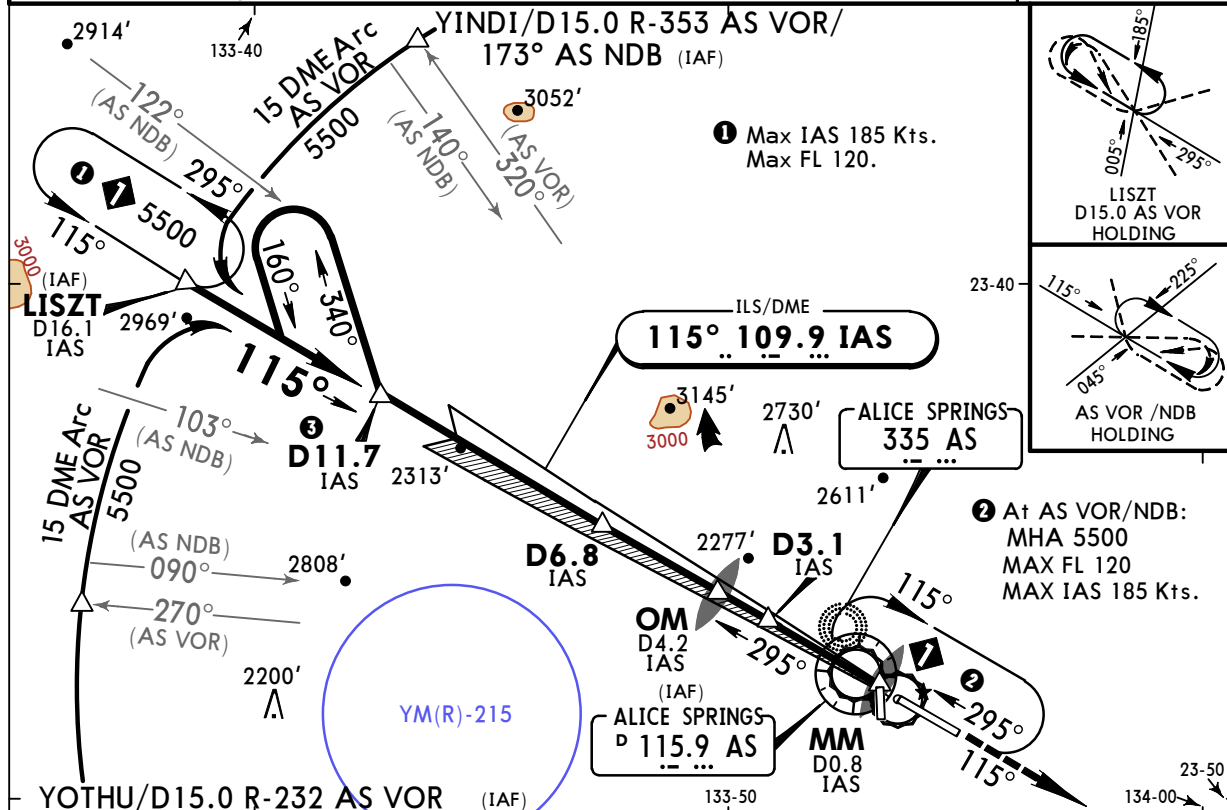 YINDI/D15.0 R-353 AS VOR/
173° AS NDB (IAF)
2914'
133-40
15 DME Arc
AS VOR
5500
122°
(AS NDB)
140°
(AS NDB)
(AS VOR)
320°
3052'
1 Max IAS 185 Kts.
Max FL 120.
185°
005°
295°
LISZT
D15.0 AS VOR
HOLDING
1
1
295°
5500
115°
3000
(IAF)
LISZT
D16.1
IAS
2969'
160°
340°
115°
23-40
ILS/DME
115° 109.9 IAS
115°
225°
045°
AS VOR /NDB
HOLDING
3145'
3000
2730'
ALICE SPRINGS
335 AS
2611'
103°
(AS NDB)
3
D11.7
IAS
2313'
15 DME Arc
AS VOR
5500
(AS NDB)
090°
270°
(AS VOR)
2808'
D6.8
IAS
2277'
D3.1
IAS
2 At AS VOR/NDB:
MHA 5500
MAX FL 120
MAX IAS 185 Kts.
OM
D4.2
IAS
295°
115°
1
2
295°
115°
2200'
YM(R)-215
(IAF)
ALICE SPRINGS
D 115.9 AS
MM
D0.8
IAS
YOTHU/D15.0 R-232 AS VOR (IAF)
133-50
134-00
23-50